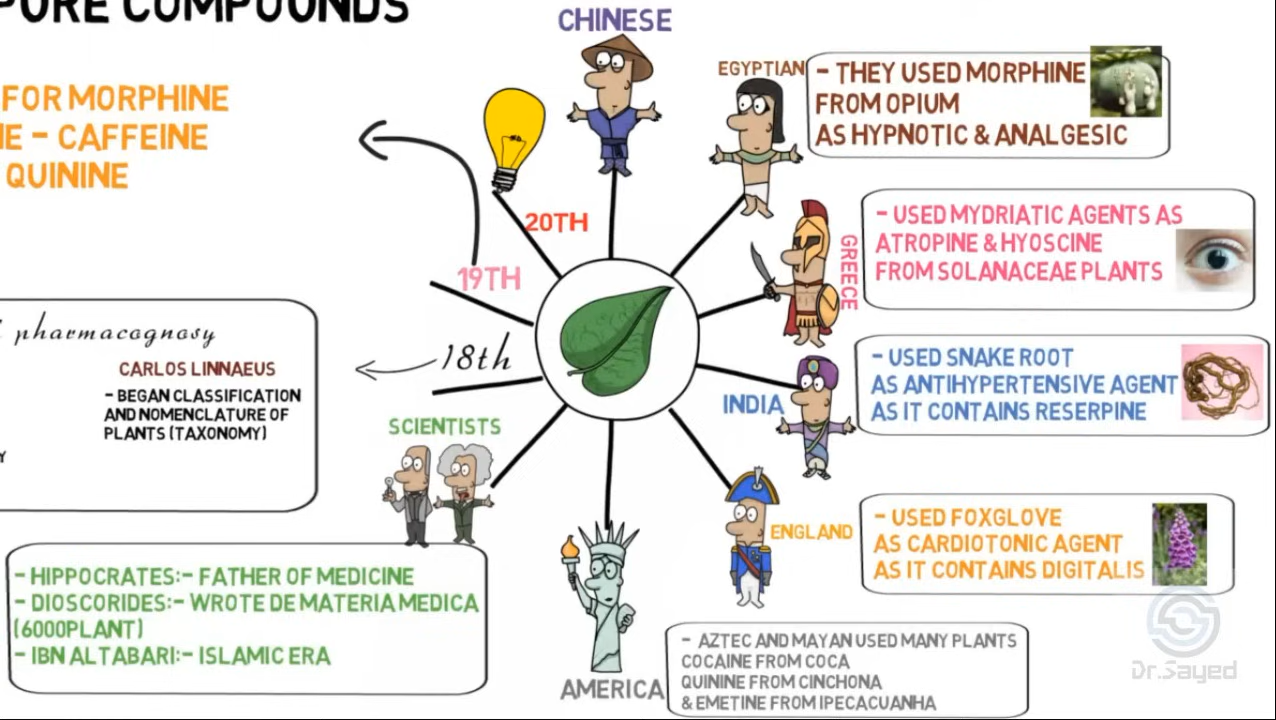 PURE COMPOUNDS
FOR MORPHINE
– CAFFEINE
QUININE
CHINESE
EGYPTIAN
– THEY USED MORPHINE
FROM OPIUM
AS HYPNOTIC & ANALGESIC
20TH
19TH
18th
GREECE
– USED MYDRIATIC AGENTS AS
ATROPINE & HYOSCINE
FROM SOLANACEAE PLANTS
INDIA
– USED SNAKE ROOT
AS ANTIHYPERTENSIVE AGENT
AS IT CONTAINS RESERPINE
ENGLAND
– USED FOXGLOVE
AS CARDIOTONIC AGENT
AS IT CONTAINS DIGITALIS
AMERICA
– AZTEC AND MAYAN USED MANY PLANTS
COCAINE FROM COCA
QUININE FROM CINCHONA
& EMETINE FROM IPECACUANHA
pharmacognosy
CARLOS LINNAEUS
– BEGAN CLASSIFICATION
AND NOMENCLATURE OF
PLANTS (TAXONOMY)
SCIENTISTS
– HIPPOCRATES:– FATHER OF MEDICINE
– DIOSCORIDES:– WROTE DE MATERIA MEDICA
(6000PLANT)
– IBN ALTABARI:– ISLAMIC ERA
Dr.Sayed